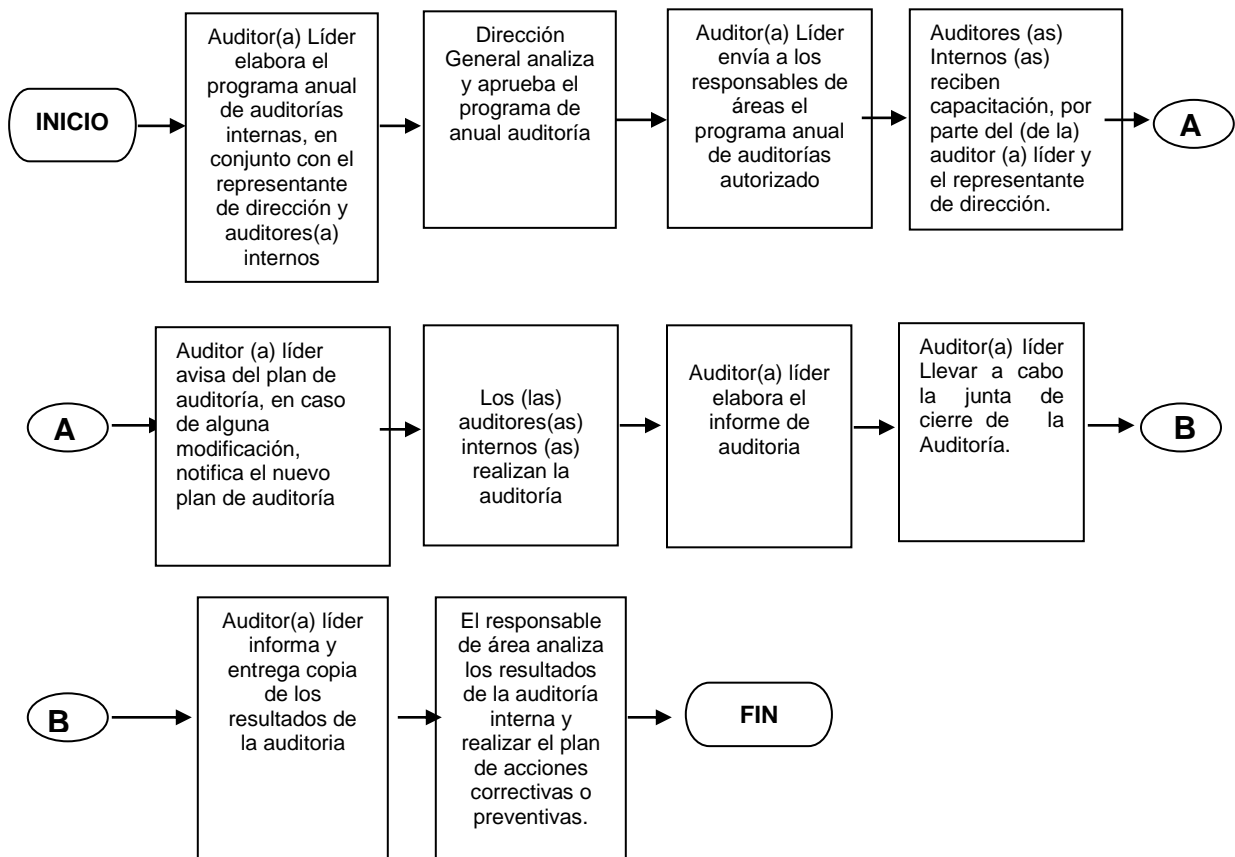 INICIO
Auditor(a) Líder
elabora el
programa anual
de auditorías
internas, en
conjunto con el
representante
de dirección y
auditores(a)
internos
Dirección
General analiza
y aprueba el
programa de
anual auditoría
Auditor(a) Líder
envía a los
responsables de
áreas el
programa anual
de auditorías
autorizado
Auditores (as)
Internos (as)
reciben
capacitación, por
parte del (de la)
auditor (a) líder y
el representante
de dirección.
A
A
Auditor (a) líder
avisa del plan de
auditoría, en caso
de alguna
modificación,
notifica el nuevo
plan de auditoría
Los (las)
auditores(as)
internos (as)
realizan la
auditoría
Auditor(a) líder
elabora el
informe de
auditoria
Auditor(a) líder
Llevar a cabo
la junta de
cierre de la
Auditoría.
B
B
Auditor(a) líder
informa y
entrega copia
de los
resultados de
la auditoria
El responsable
de área analiza
los resultados
de la auditoría
interna y
realizar el plan
de acciones
correctivas o
preventivas.
FIN